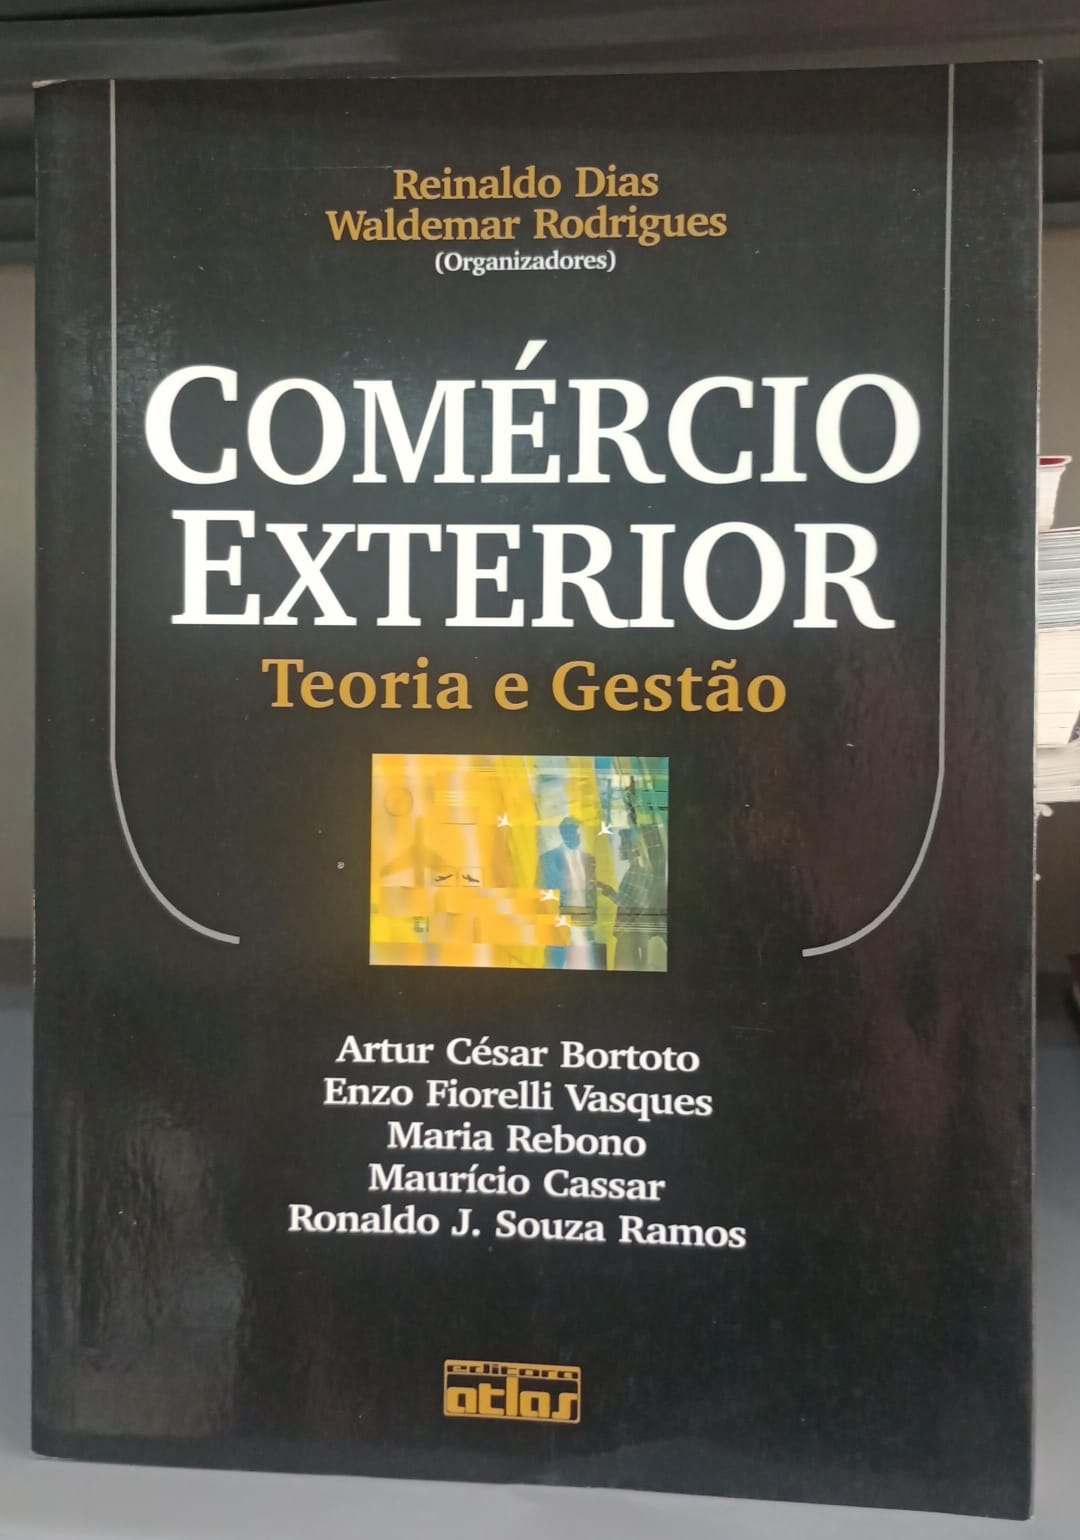 Reinaldo Dias
Waldemar Rodrigues
(Organizadores)
COMÉRCIO
EXTERIOR
Teoria e Gestão
Artur César Bortoto
Enzo Fiorelli Vasques
Maria Rebono
Maurício Cassar
Ronaldo J. Souza Ramos
editora
atlas